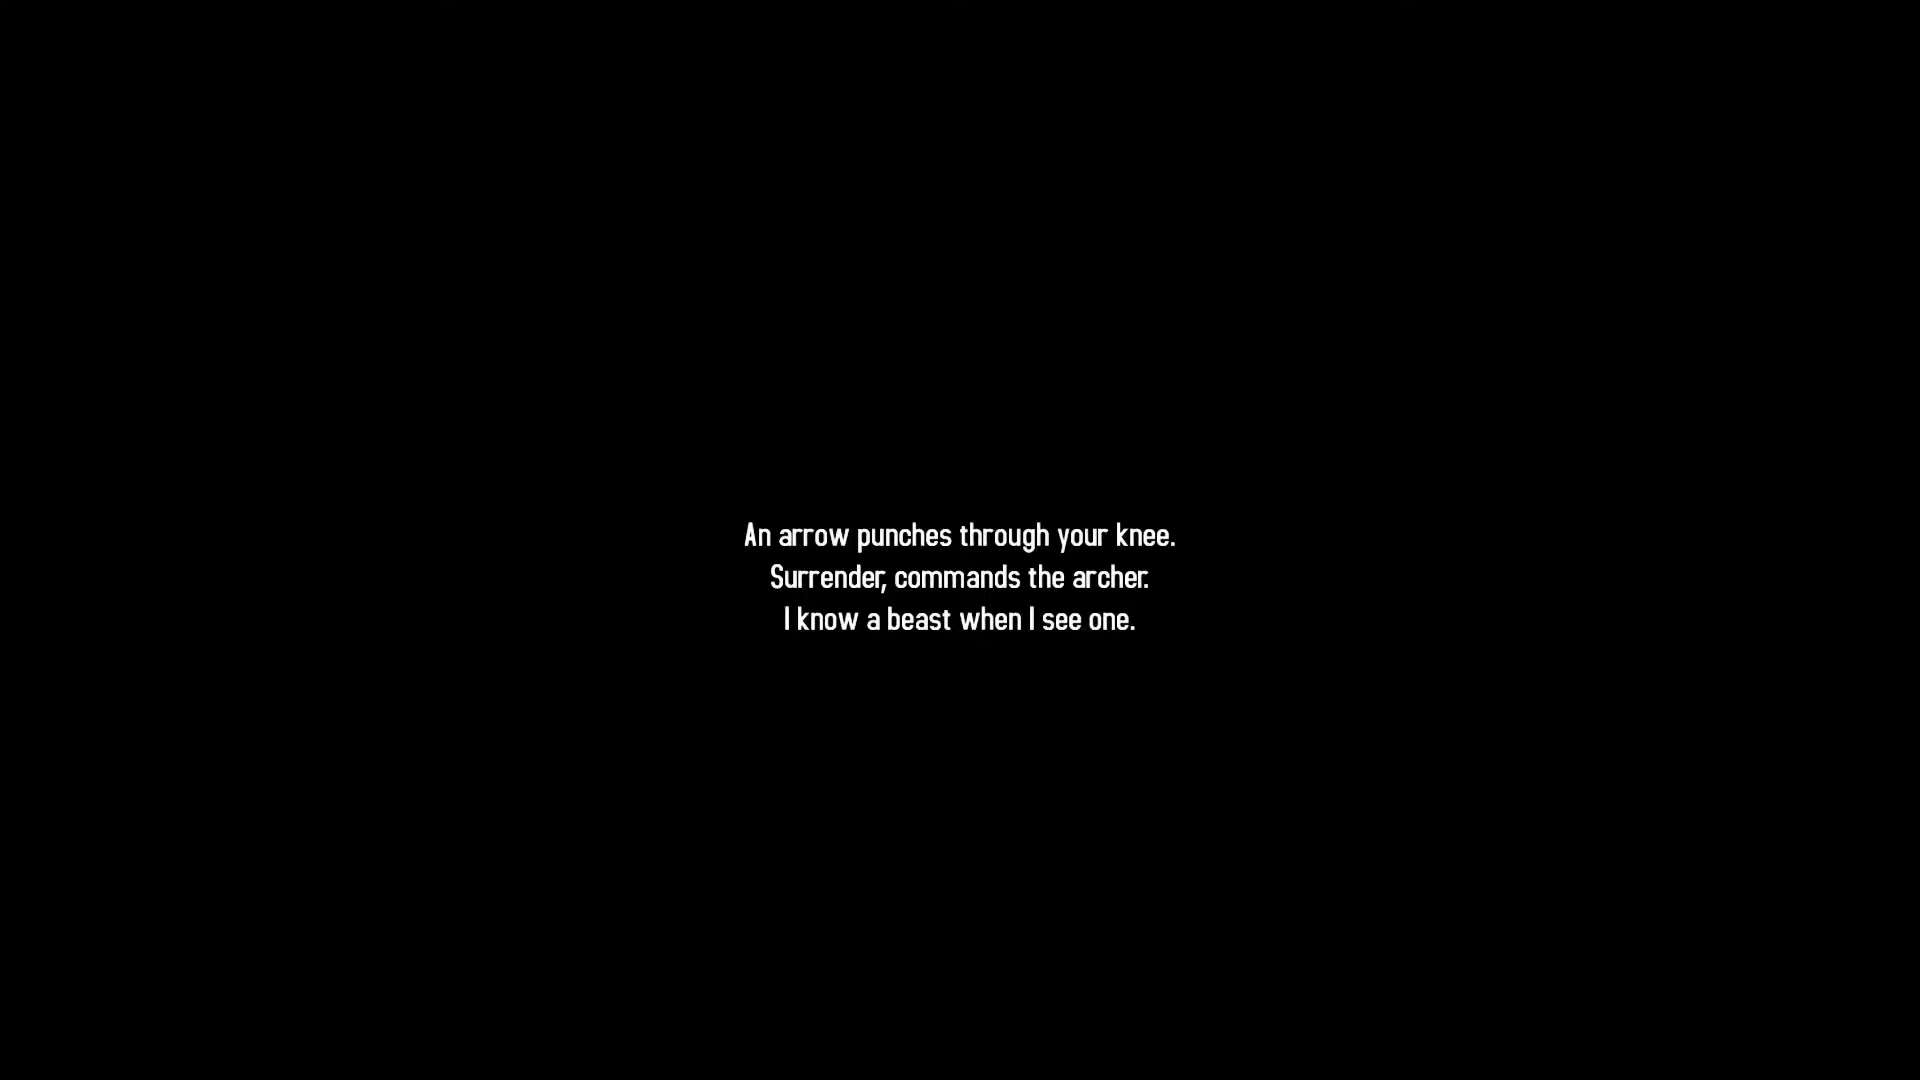 An arrow punches through your knee.
Surrender, commands the archer.
I know a beast when I see one.